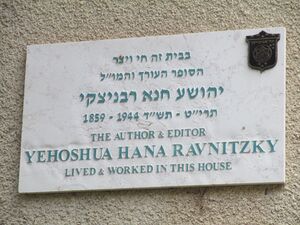 בבית זה חי ויצר
הסופר העורך והמו"ל
יהושע חנא רבניצקי
תרי"ט - תש"ד 1944 - 1859
THE AUTHOR & EDITOR
YEHOSHUA HANA RAVNITZKY
LIVED & WORKED IN THIS HOUSE